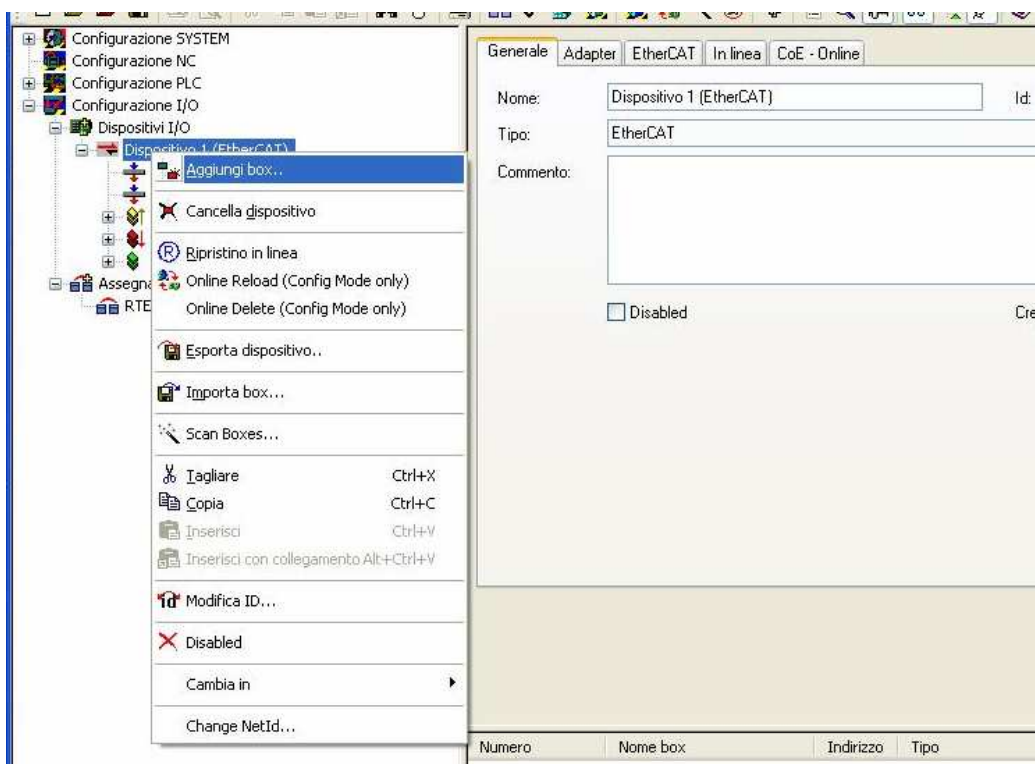 Configurazione SYSTEM
Configurazione NC
Configurazione PLC
Configurazione I/O
Dispositivi I/O
Dispositivo 1 (EtherCAT)
Assegna
RTE
Aggiungi box..
Cancella dispositivo
Ripristino in linea
Online Reload (Config Mode only)
Online Delete (Config Mode only)
Esporta dispositivo..
Importa box...
Scan Boxes...
Tagliare Ctrl+X
Copia Ctrl+C
Inserisci Ctrl+V
Inserisci con collegamento Alt+Ctrl+V
Modifica ID...
Disabled
Cambia in
Change NetId...
Generale Adapter EtherCAT In linea CoE - Online
Nome: Dispositivo 1 (EtherCAT) Id:
Tipo: EtherCAT
Commento:
Disabled Cre
Numero Nome box Indirizzo Tipo